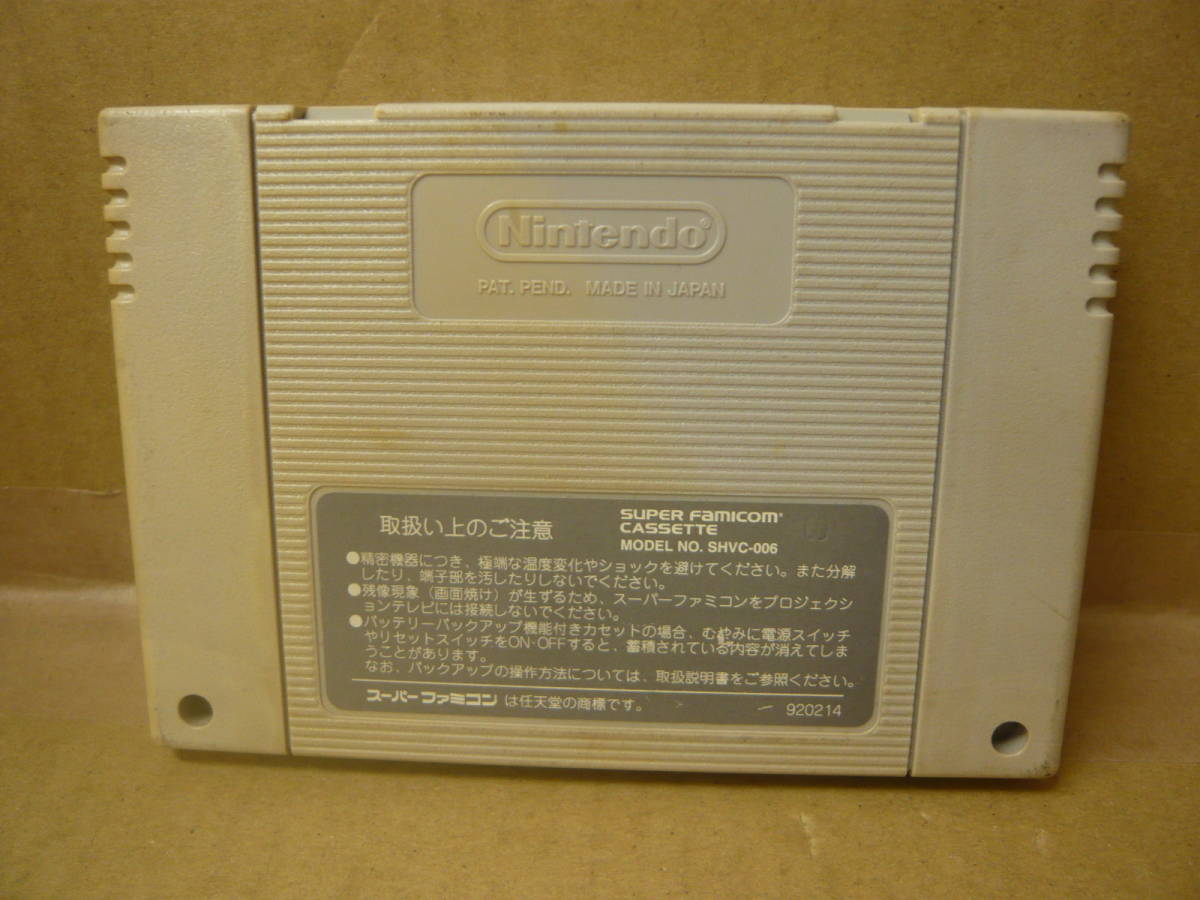 Nintendo®
PAT. PEND. MADE IN JAPAN
取扱い上のご注意
SUPER FAMICOM
CASSETTE
MODEL NO. SHVC-006
●精密機器につき、極端な温度変化やショックを避けてください。また分解
したり、端子部を汚したりしないでください。
●残像現象（画面焼け）が生ずるため、スーパーファミコンをプロジェクシ
ョンテレビには接続しないでください。
●バッテリーバックアップ機能付きカセットの場合、むやみに電源スイッチ
やリセットスイッチをON・OFFすると、蓄積されている内容が消えてしま
うことがあります。
なお、バックアップの操作方法については、取扱説明書をご参照ください。
スーパーファミコン は任天堂の商標です。
920214